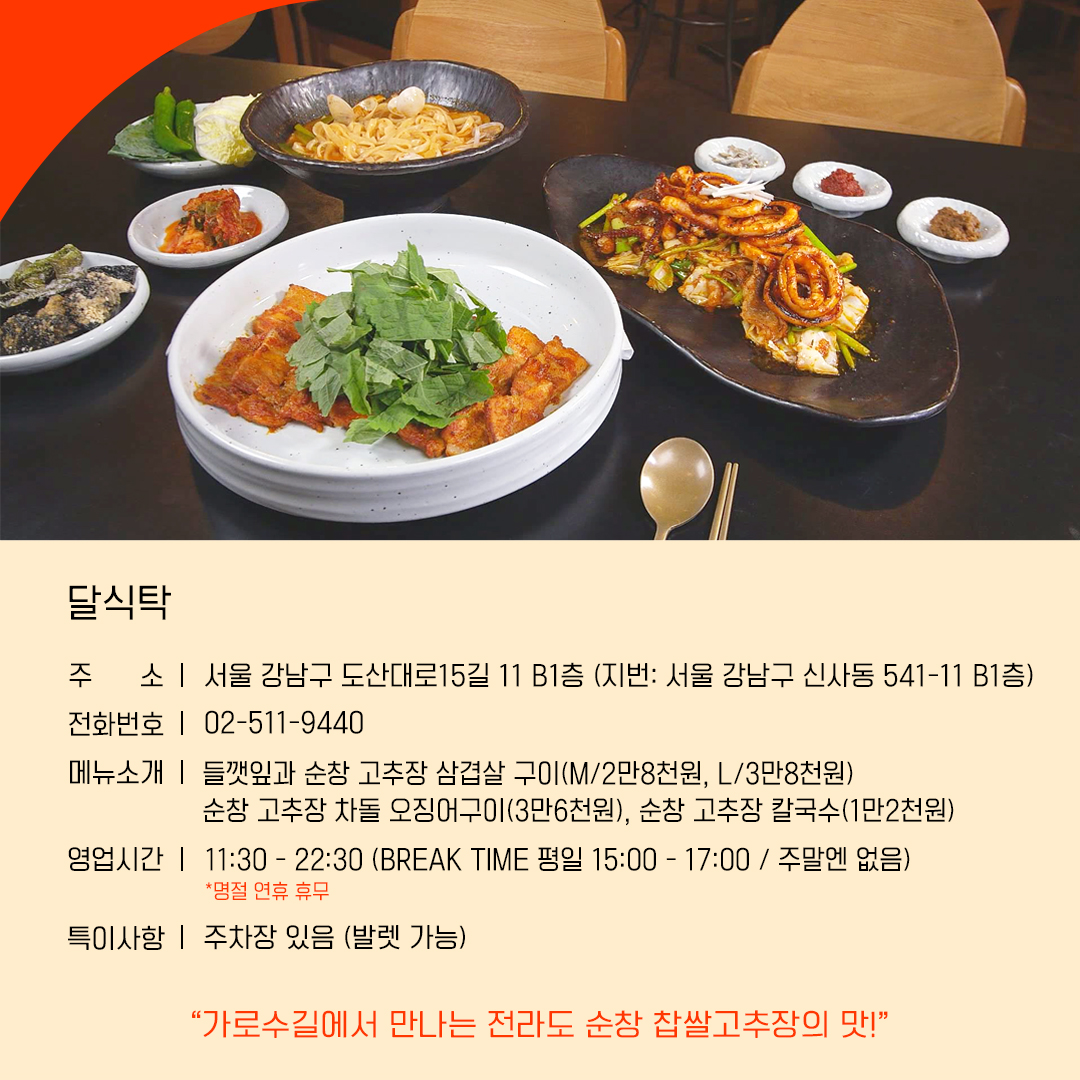 달식탁
주 소 | 서울 강남구 도산대로15길 11 B1층 (지번: 서울 강남구 신사동 541-11 B1층)
전화번호 | 02-511-9440
메뉴소개 | 들깻잎과 순창 고추장 삼겹살 구이(M/2만8천원, L/3만8천원)
순창 고추장 차돌 오징어구이(3만6천원), 순창 고추장 칼국수(1만2천원)
영업시간 | 11:30 - 22:30 (BREAK TIME 평일 15:00 - 17:00 / 주말엔 없음)
*명절 연휴 휴무
특이사항 | 주차장 있음 (발렛 가능)
“가로수길에서 만나는 전라도 순창 찹쌀고추장의 맛!”